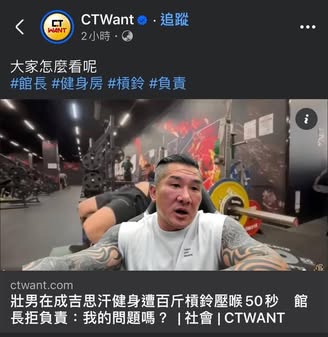 CTWant · 追蹤
CT
WANT
2小時 ·
大家怎麼看呢
#館長 #健身房 #槓鈴 #負責
ctwant.com
壯男在成吉思汗健身遭百斤槓鈴壓喉50秒　館
長拒負責：我的問題嗎？ | 社會 | CTWANT